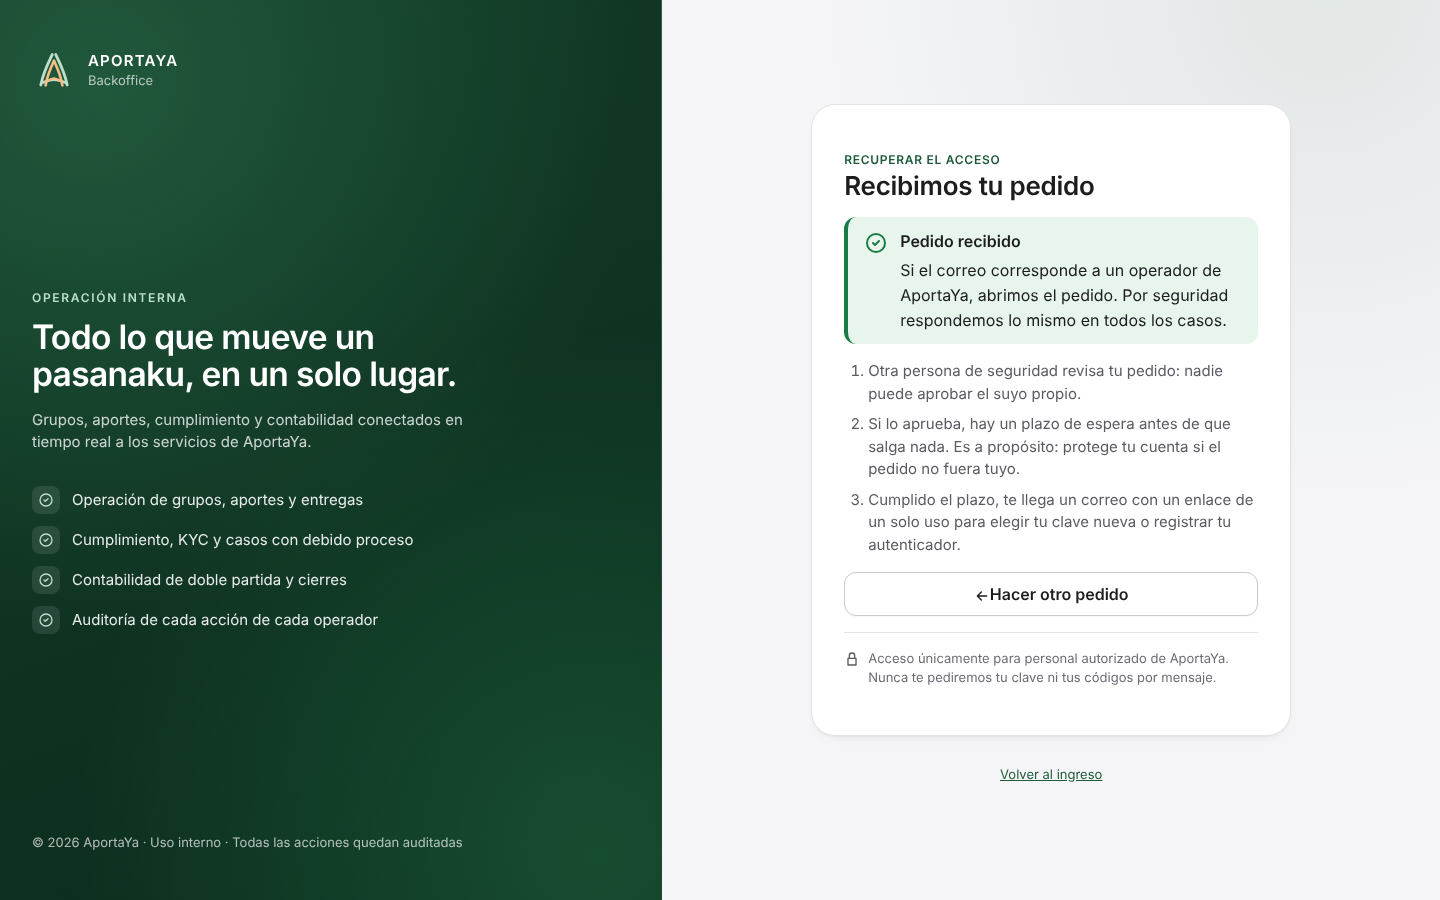 APORTAYA
Backoffice
OPERACIÓN INTERNA
Todo lo que mueve un
pasanaku, en un solo lugar.
Grupos, aportes, cumplimiento y contabilidad conectados en
tiempo real a los servicios de AportaYa.
Operación de grupos, aportes y entregas
Cumplimiento, KYC y casos con debido proceso
Contabilidad de doble partida y cierres
Auditoría de cada acción de cada operador
© 2026 AportaYa · Uso interno · Todas las acciones quedan auditadas
RECUPERAR EL ACCESO
Recibimos tu pedido
Pedido recibido
Si el correo corresponde a un operador de
AportaYa, abrimos el pedido. Por seguridad
respondemos lo mismo en todos los casos.
1. Otra persona de seguridad revisa tu pedido: nadie
puede aprobar el suyo propio.
2. Si lo aprueba, hay un plazo de espera antes de que
salga nada. Es a propósito: protege tu cuenta si el
pedido no fuera tuyo.
3. Cumplido el plazo, te llega un correo con un enlace de
un solo uso para elegir tu clave nueva o registrar tu
autenticador.
←Hacer otro pedido
Acceso únicamente para personal autorizado de AportaYa.
Nunca te pediremos tu clave ni tus códigos por mensaje.
Volver al ingreso